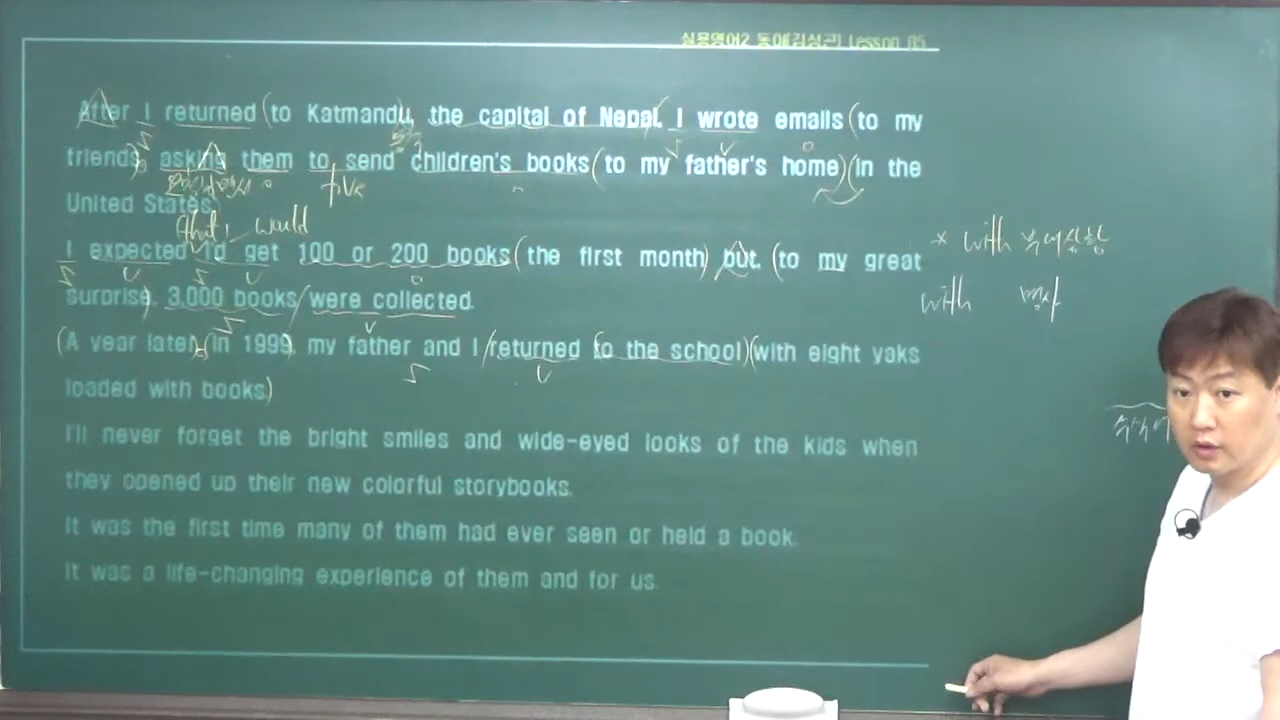 실용영어2 동아(김성곤) Lesson 05
After I returned to Katmandu, the capital of Nepal, I wrote emails to my
friends, asking them to send children's books to my father's home in the
United States.
that I would
I expected I'd get 100 or 200 books the first month, but, to my great
surprise, 3,000 books were collected.
A year later, in 1999, my father and I returned to the school with eight yaks
loaded with books.
I'll never forget the bright smiles and wide-eyed looks of the kids when
they opened up their new colorful storybooks.
It was the first time many of them had ever seen or held a book.
It was a life-changing experience of them and for us.
* with 부대상황
with 명사